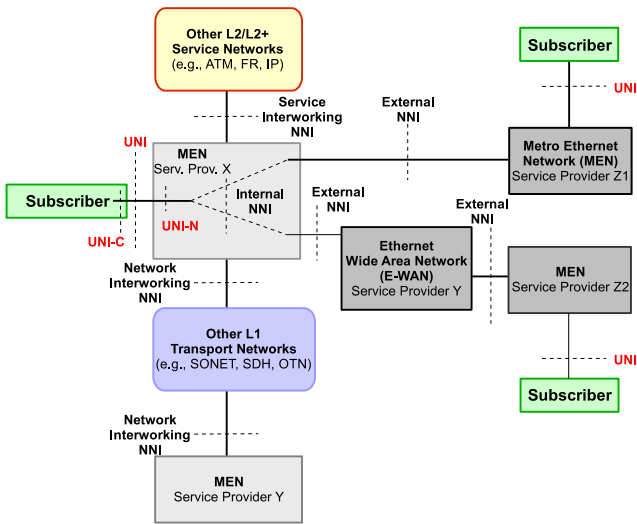 Other L2/L2+
Service Networks
(e.g., ATM, FR, IP)
Subscriber
UNI
Service
Interworking
NNI
External
NNI
UNI
MEN
Serv. Prov. X
Metro Ethernet
Network (MEN)
Service Provider Z1
Subscriber
UNI-C
UNI-N
Internal
NNI
External
NNI
External
NNI
Ethernet
Wide Area Network
(E-WAN)
Service Provider Y
MEN
Service Provider Z2
Network
Interworking
NNI
Other L1
Transport Networks
(e.g., SONET, SDH, OTN)
UNI
Subscriber
Network
Interworking
NNI
MEN
Service Provider Y